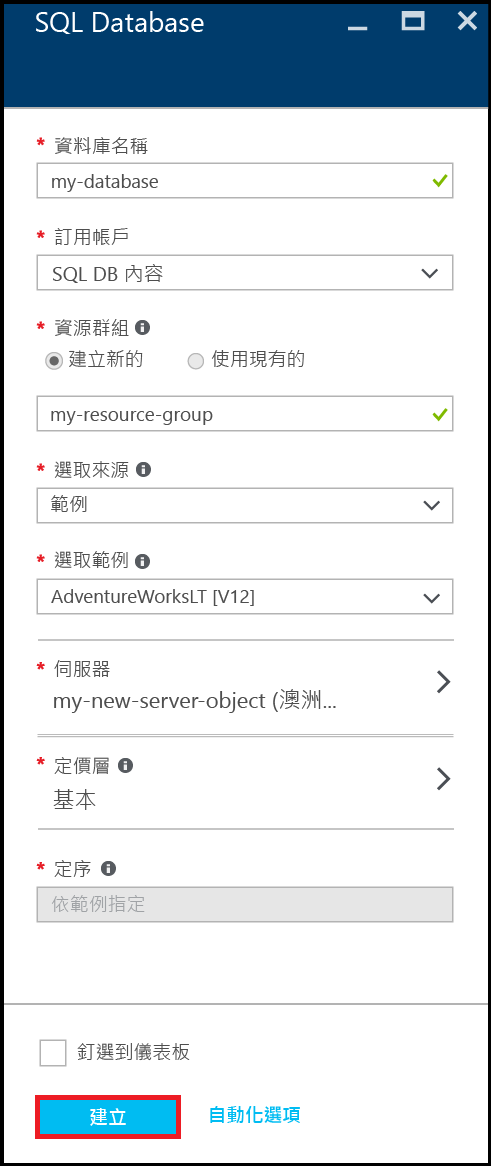 SQL Database
* 資料庫名稱
my-database
* 訂用帳戶
SQL DB 內容
* 資源群組
建立新的 使用現有的
my-resource-group
* 選取來源
範例
* 選取範例
AdventureWorksLT [V12]
* 伺服器
my-new-server-object (澳洲...
* 定價層
基本
* 定序
依範例指定
釘選到儀表板
建立 自動化選項